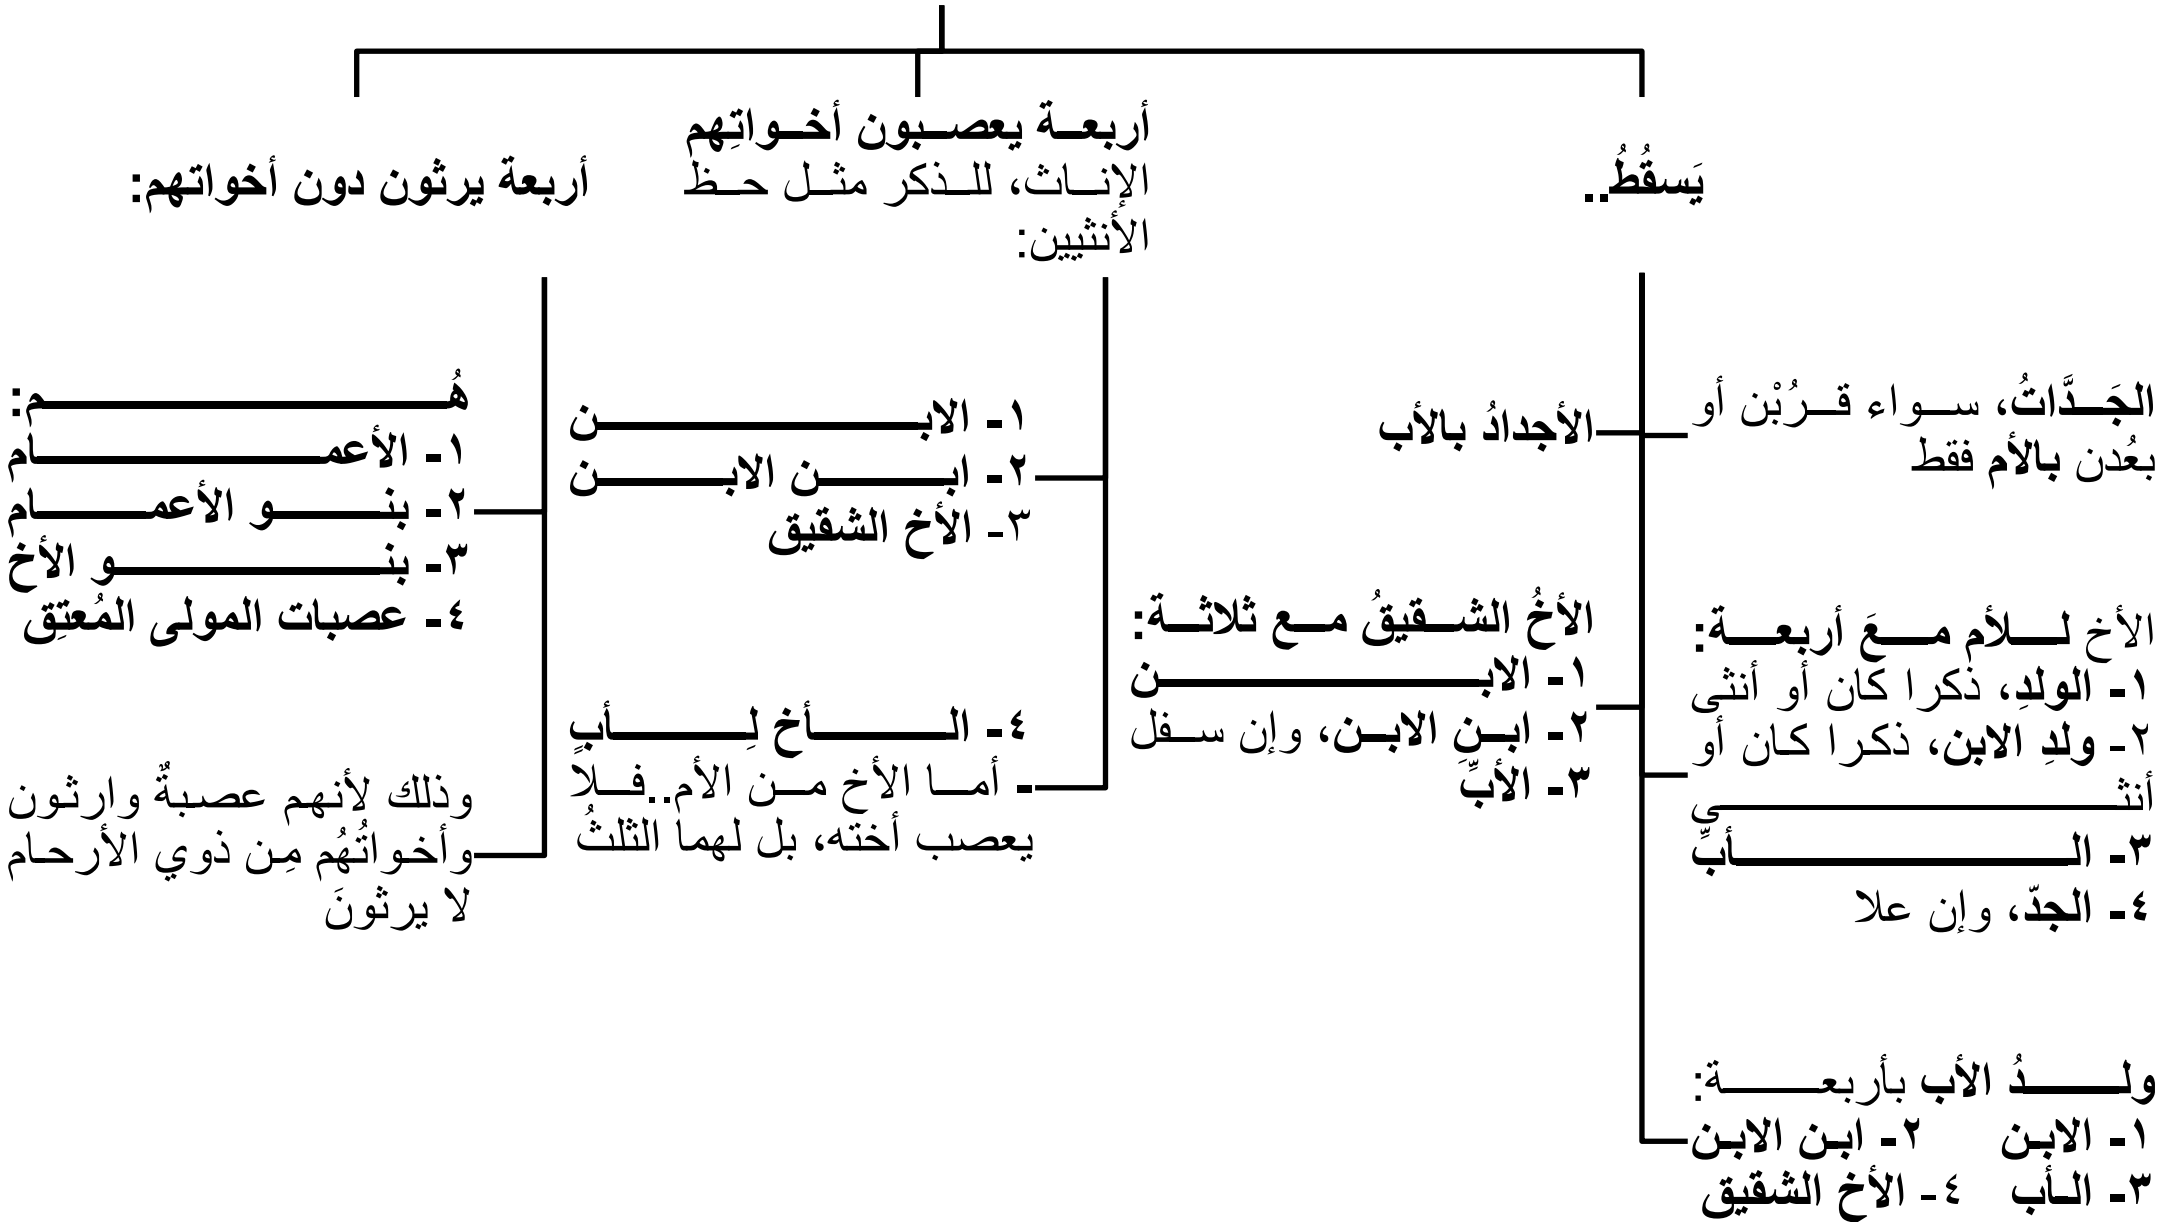 يَسقُطُ..
الجَدَّاتُ، سواء قرُبْن أو
بعُدن بالأم فقط
الأجدادُ بالأب
الأخ للأم معَ أربعة:
١- الولدِ، ذكرا كان أو أنثى
٢- ولدِ الابن، ذكرا كان أو
أنثى
٣- الأبِّ
٤- الجدّ، وإن علا
الأخُ الشقيقُ مع ثلاثة:
١- الابن
٢- ابنِ الابن، وإن سفل
٣- الأبِّ
ولدُ الأب بأربعة:
١- الابن ٢- ابن الابن
٣- الأب ٤- الأخ الشقيق
أربعة يعصبون أخواتِهم
الإناث، للذكر مثل حظ
الأنثيين:
١- الابن
٢- ابن الابن
٣- الأخ الشقيق
٤- الأخ لِأبٍ
- أما الأخ من الأم..فلا
يعصب أخته، بل لهما الثلثُ
أربعة يرثون دون أخواتهم:
هُم:
١- الأعمام
٢- بنو الأعمام
٣- بنو الأخ
٤- عصبات المولى المُعتِق
وذلك لأنهم عصبةٌ وارثون
وأخواتُهُم مِن ذوي الأرحام
لا يرثونَ